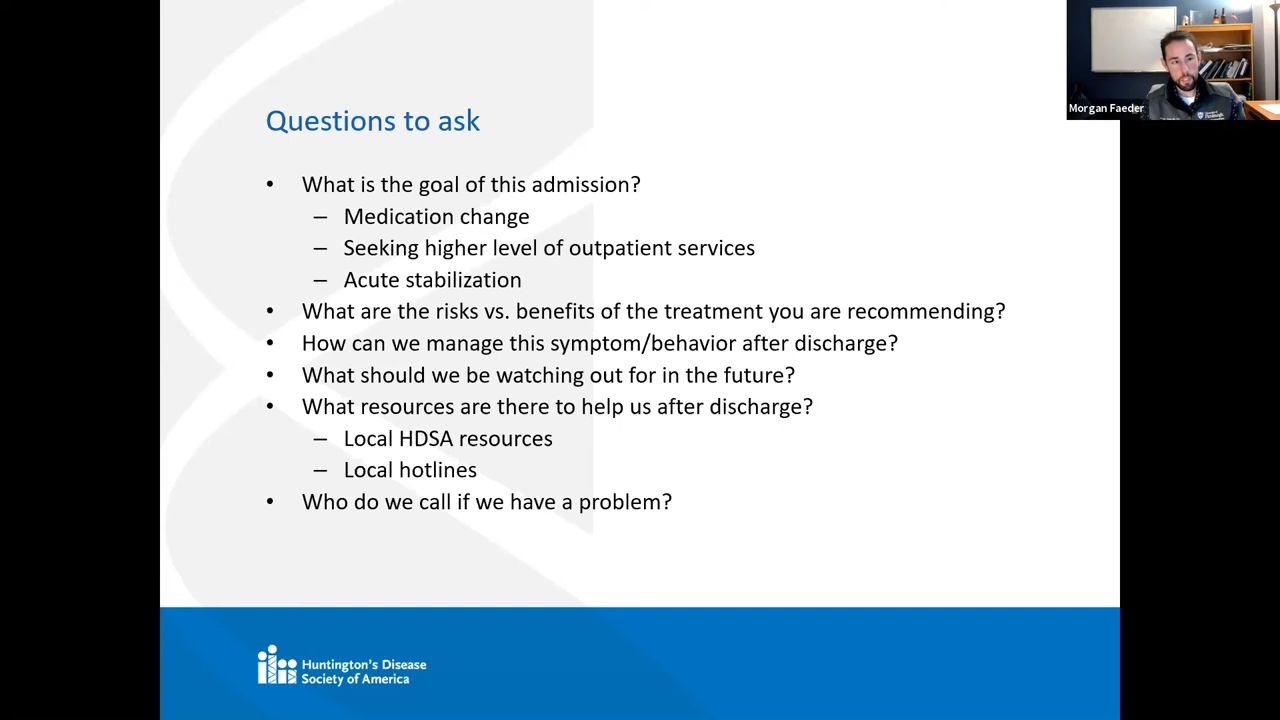 Morgan Faeder
Questions to ask
• What is the goal of this admission?
– Medication change
– Seeking higher level of outpatient services
– Acute stabilization
• What are the risks vs. benefits of the treatment you are recommending?
• How can we manage this symptom/behavior after discharge?
• What should we be watching out for in the future?
• What resources are there to help us after discharge?
– Local HDSA resources
– Local hotlines
• Who do we call if we have a problem?
Huntington's Disease
Society of America